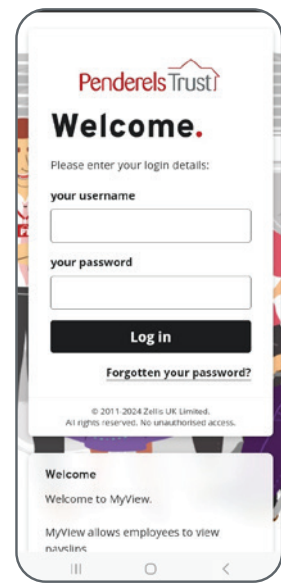 Penderels Trust
Welcome.
Please enter your login details:
your username
your password
Log in
Forgotten your password?
© 2011-2024 Zellis UK Limited.
All rights reserved. No unauthorised access.
Welcome
Welcome to MyView.
MyView allows employees to view
payslips